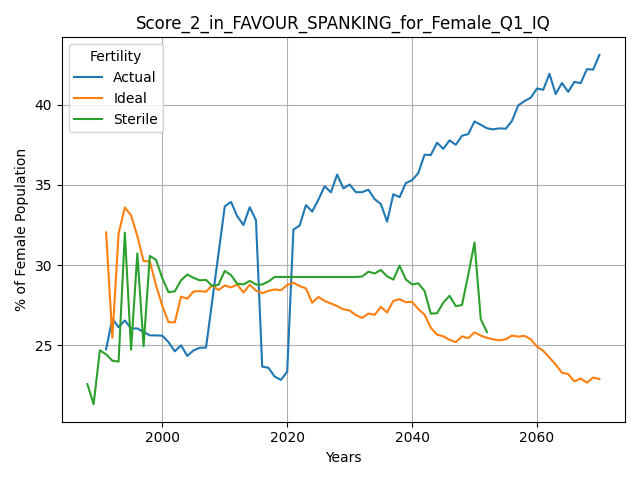 Score_2_in_FAVOUR_SPANKING_for_Female_Q1_IQ
Fertility
Actual
Ideal
Sterile
% of Female Population
40
35
30
25
2000
2020
2040
2060
Years